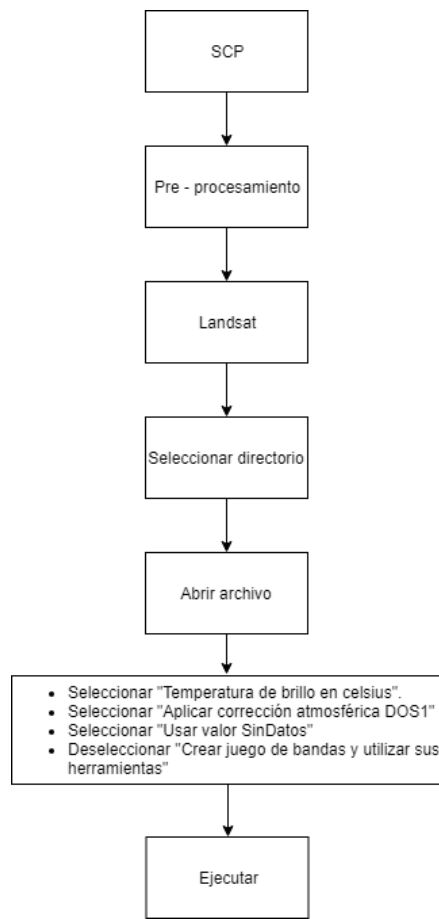 SCP
Pre - procesamiento
Landsat
Seleccionar directorio
Abrir archivo
• Seleccionar "Temperatura de brillo en celsius".
• Seleccionar "Aplicar corrección atmosférica DOS1"
• Seleccionar "Usar valor SinDatos"
• Deseleccionar "Crear juego de bandas y utilizar sus
herramientas"
Ejecutar